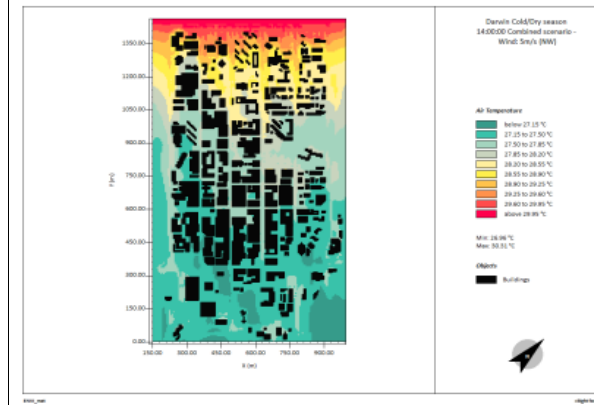 Darwin Cold/Dry season
14:00:00 Combined scenario -
Wind: 5m/s (NW)
Air Temperature
below 27.15 °C
27.15 to 27.50 °C
27.50 to 27.85 °C
27.85 to 28.20 °C
28.20 to 28.55 °C
28.55 to 28.90 °C
28.90 to 29.25 °C
29.25 to 29.60 °C
29.60 to 29.95 °C
above 29.95 °C
Min: 26.96 °C
Max: 30.31 °C
Objects
Buildings
1350.00
1200.00
1050.00
900.00
750.00
600.00
450.00
300.00
150.00
0.00
Y (m)
150.00 300.00 450.00 600.00 750.00 900.00
X (m)
N